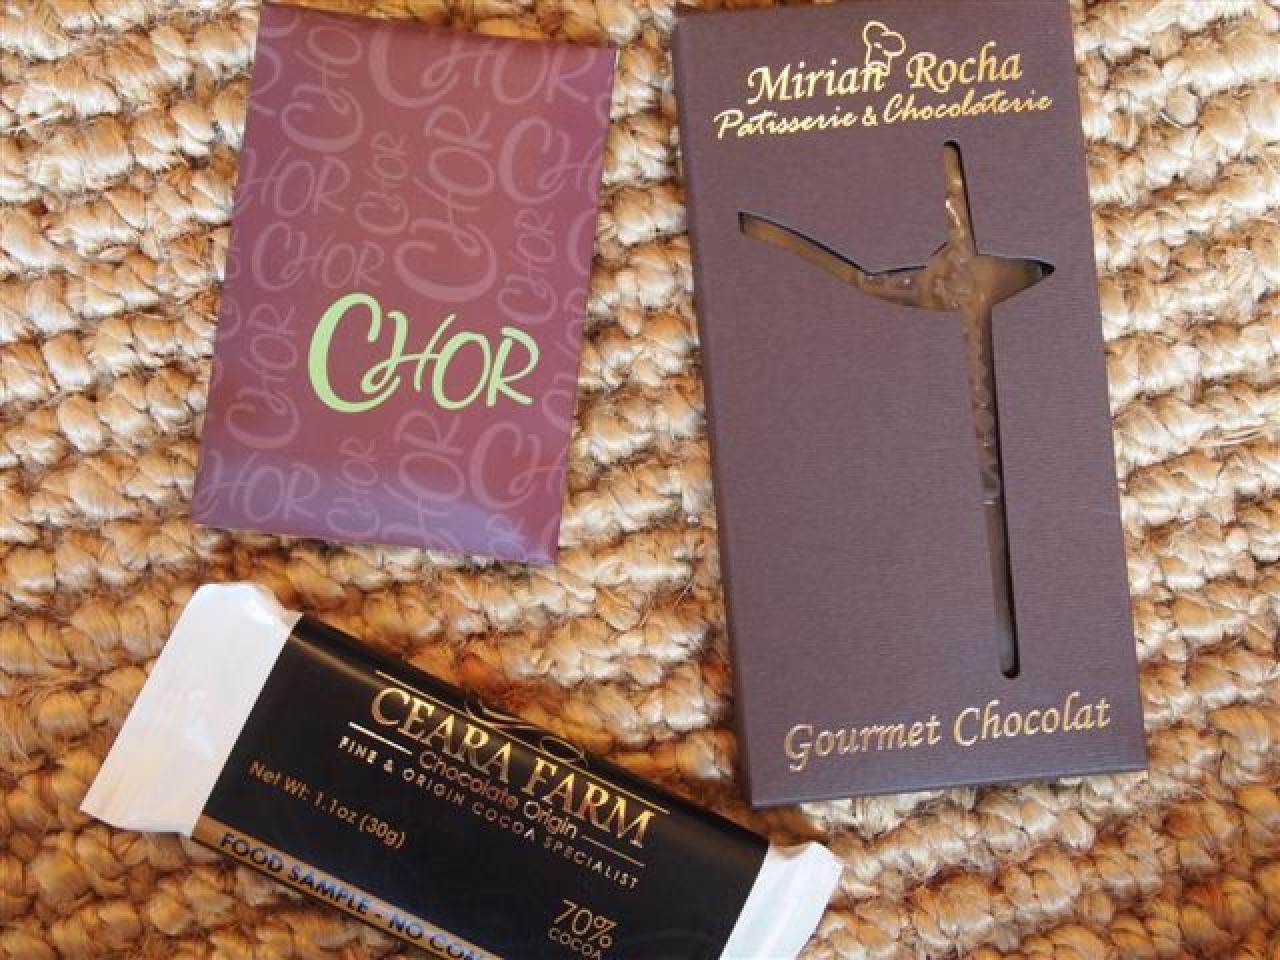 CHOR
Mirian Rocha
Patisserie & Chocolaterie
Gourmet Chocolat
CEARA FARM
Chocolate Origin
FINE & ORIGIN COCOA SPECIALIST
Net Wt: 1.1oz (30g)
70%
COCOA
FOOD SAMPLE - NO COM